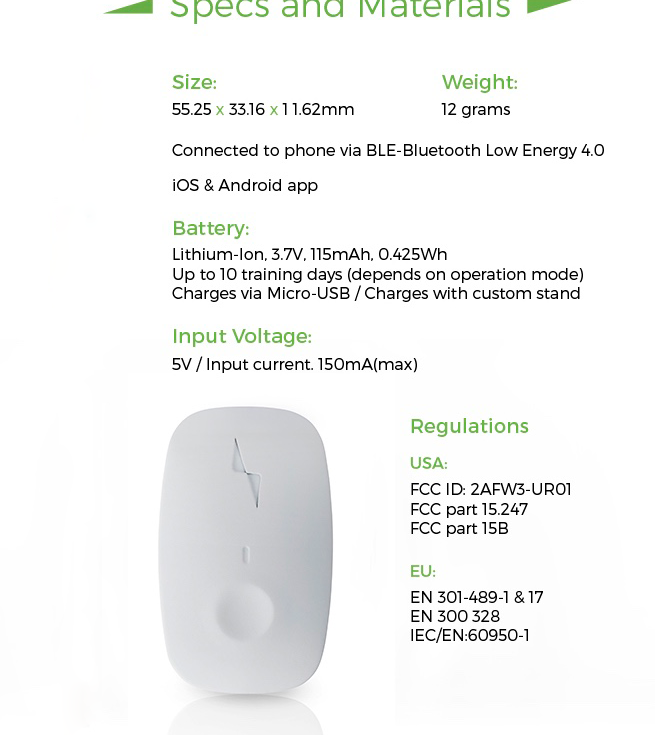 Specs and Materials
Size:
55.25 x 33.16 x 11.62mm
Weight:
12 grams
Connected to phone via BLE-Bluetooth Low Energy 4.0
iOS & Android app
Battery:
Lithium-Ion, 3.7V, 115mAh, 0.425Wh
Up to 10 training days (depends on operation mode)
Charges via Micro-USB / Charges with custom stand
Input Voltage:
5V / Input current. 150mA(max)
Regulations
USA:
FCC ID: 2AFW3-UR01
FCC part 15.247
FCC part 15B
EU:
EN 301-489-1 & 17
EN 300 328
IEC/EN:60950-1